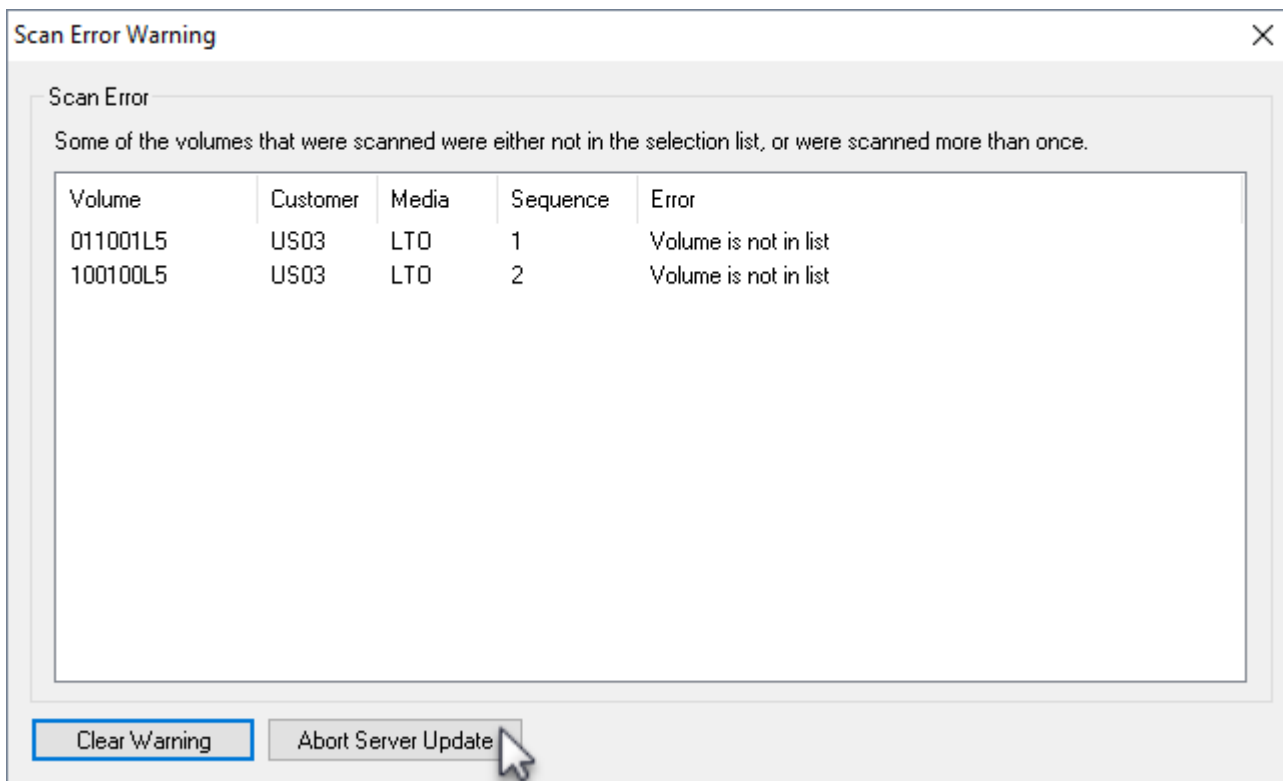 Scan Error Warning
Scan Error
Some of the volumes that were scanned were either not in the selection list, or were scanned more than once.
Volume Customer Media Sequence Error
011001L5 US03 LTO 1 Volume is not in list
100100L5 US03 LTO 2 Volume is not in list
Clear Warning Abort Server Update